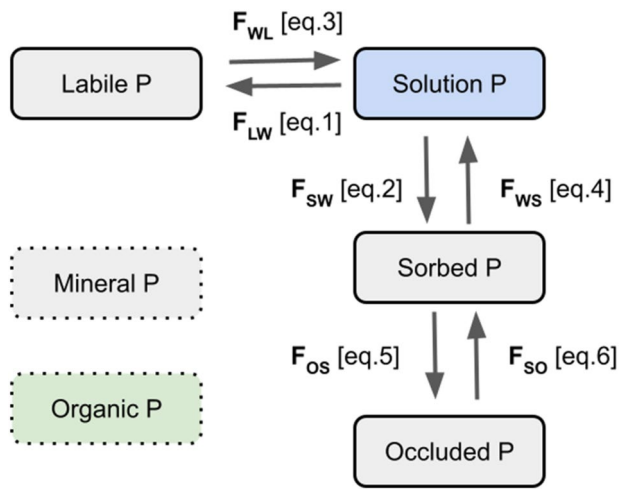 F_WL [eq.3]
Labile P
Solution P
F_LW [eq.1]
F_SW [eq.2]
F_WS [eq.4]
Mineral P
Sorbed P
F_OS [eq.5]
F_SO [eq.6]
Organic P
Occluded P